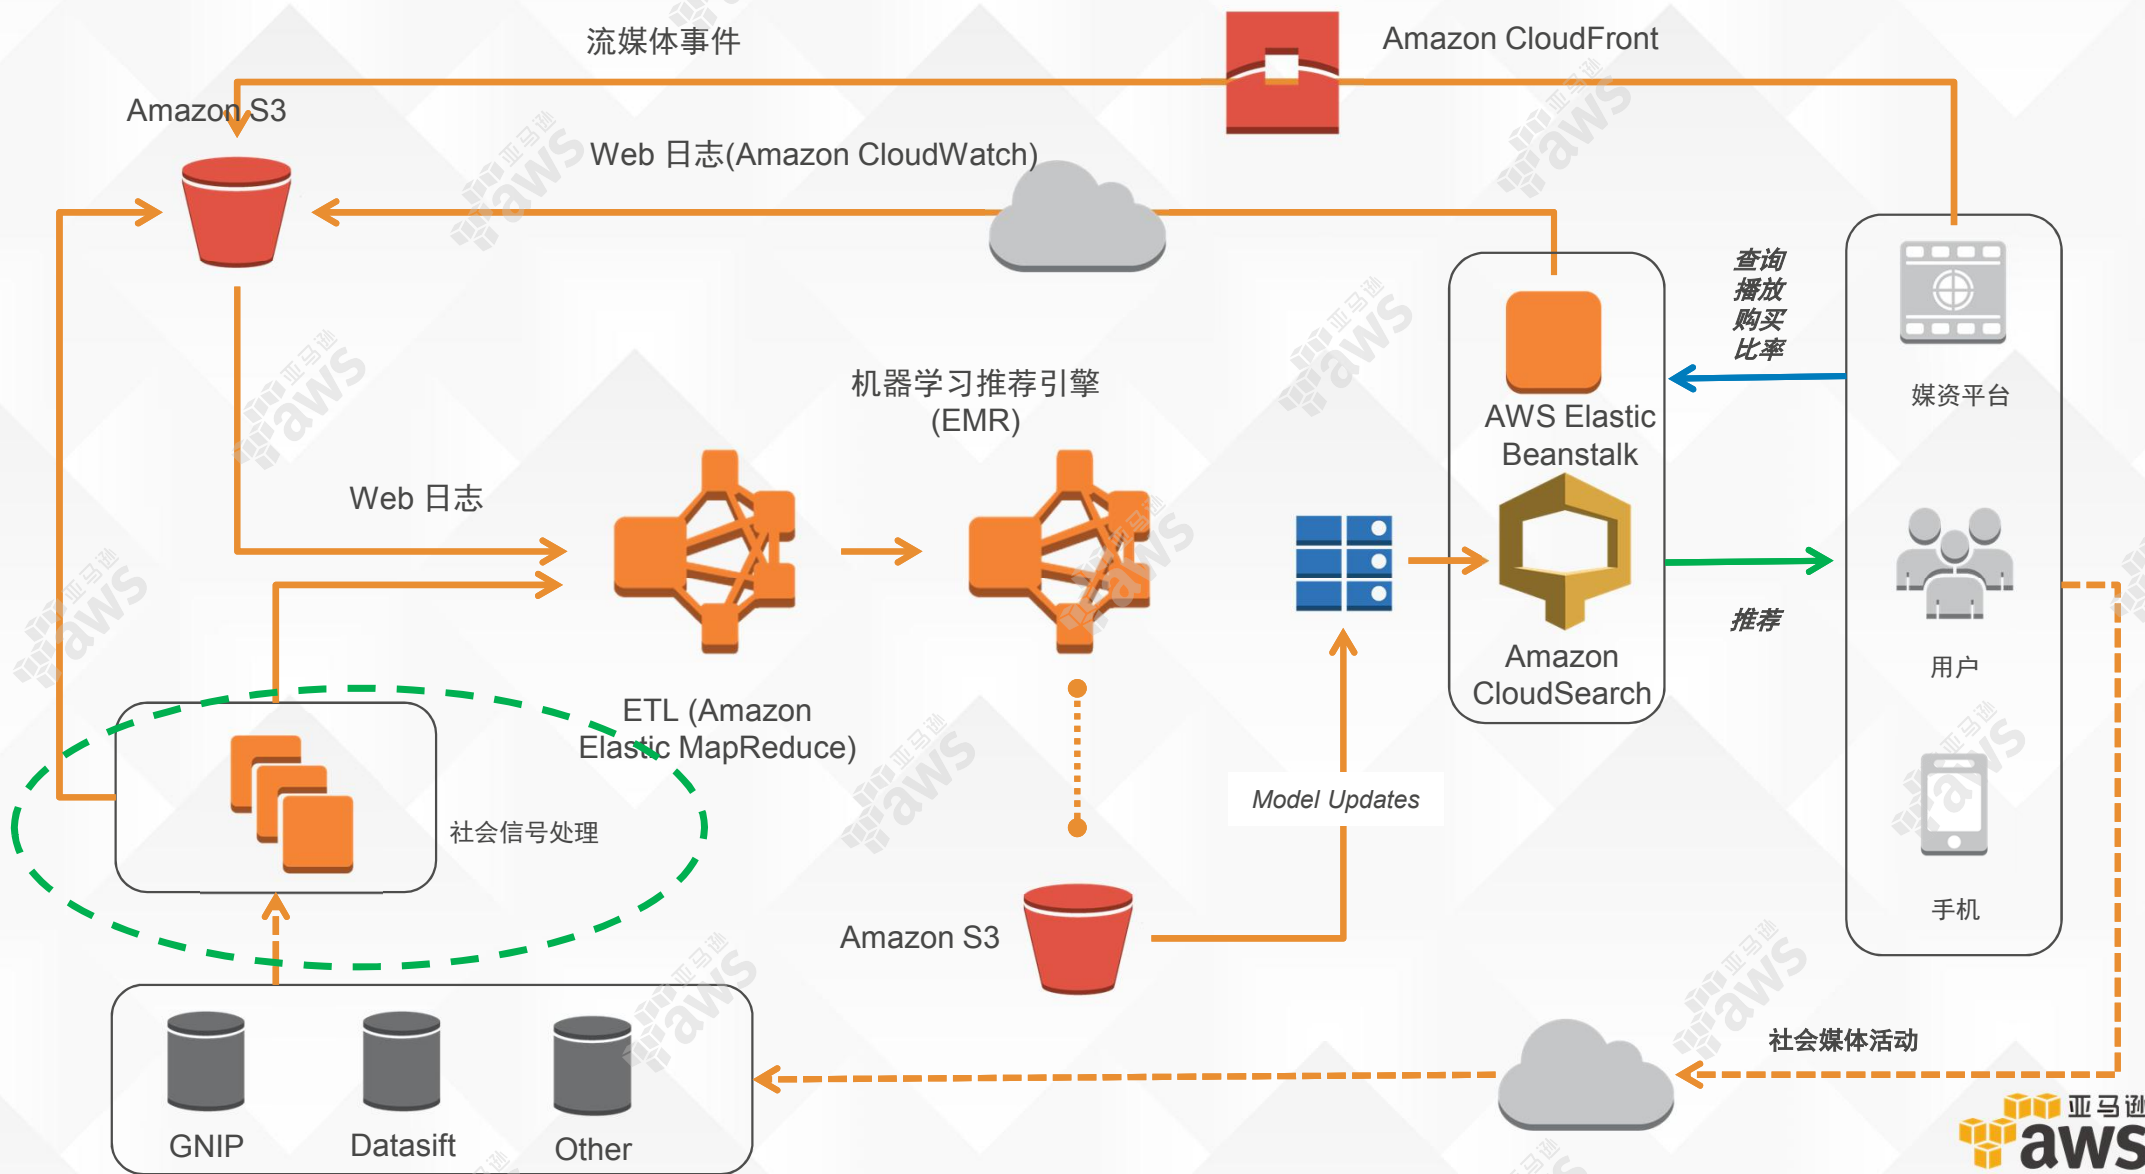 流媒体事件
Amazon CloudFront
Amazon S3
Web 日志(Amazon CloudWatch)
查询
播放
购买
比率
机器学习推荐引擎
(EMR)
AWS Elastic
Beanstalk
媒资平台
Web 日志
推荐
Amazon
CloudSearch
用户
ETL (Amazon
Elastic MapReduce)
Model Updates
社会信号处理
手机
Amazon S3
社会媒体活动
GNIP
Datasift
Other
亚马逊
aws